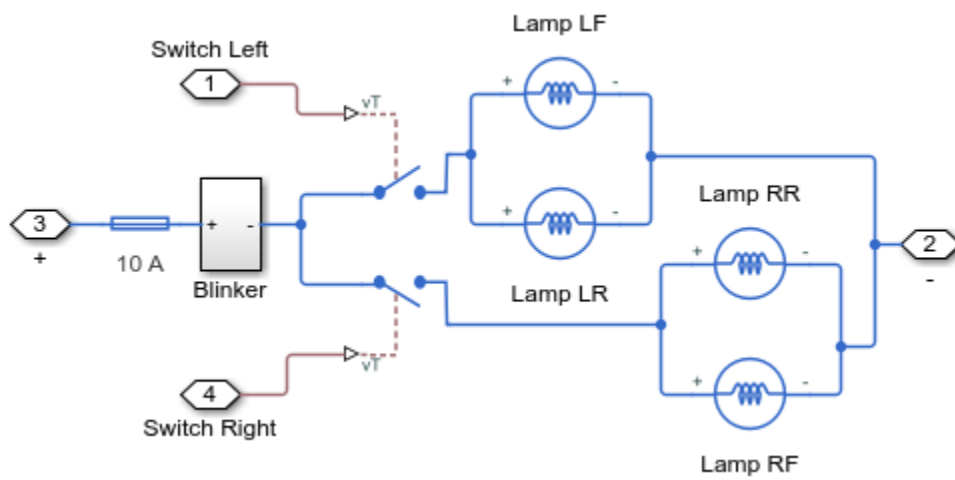 Lamp LF
Switch Left
1
vT
+ -
Lamp RR
+ -
3
+ -
2
+
10 A
+ -
-
Blinker
Lamp LR
vT
4
+ -
Switch Right
Lamp RF